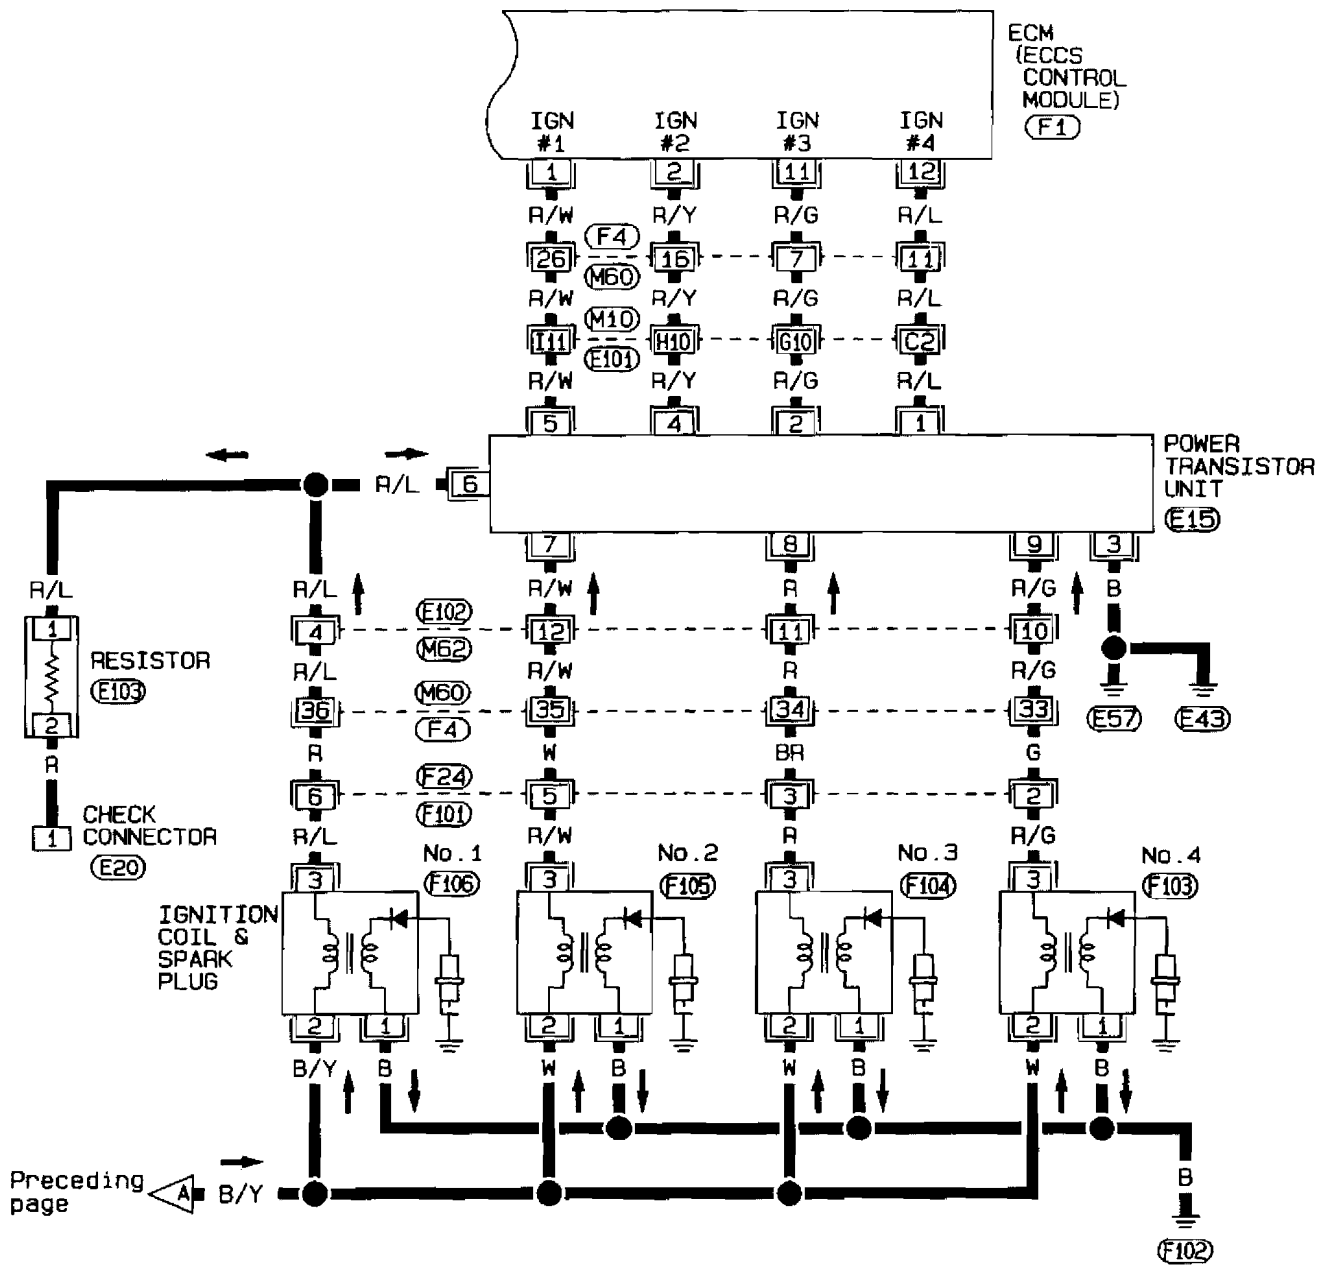 ECM
(ECCS
CONTROL
MODULE)
F1
IGN #1
IGN #2
IGN #3
IGN #4
1 2 11 12
R/W R/Y R/G R/L
F4
26 16 7 11
M60
R/W R/Y R/G R/L
M10
I11 H10 G10 C2
E101
R/W R/Y R/G R/L
5 4 2 1
POWER
TRANSISTOR
UNIT
E15
R/L 6
7 8 9 3
R/L R/L R/W R R/G B
E102
1 4 12 11 10
M62
RESISTOR
E103
R/L R/W R R/G
M60
2 36 35 34 33
F4
E57 E43
R R W BR G
F24
6 5 3 2
F101
CHECK
CONNECTOR
1
E20
R/L R/W R R/G
No.1 No.2 No.3 No.4
3 F106 3 F105 3 F104 3 F103
IGNITION
COIL &
SPARK
PLUG
2 1 2 1 2 1 2 1
B/Y B W B W B W B
Preceding
page
A B/Y
B
F102